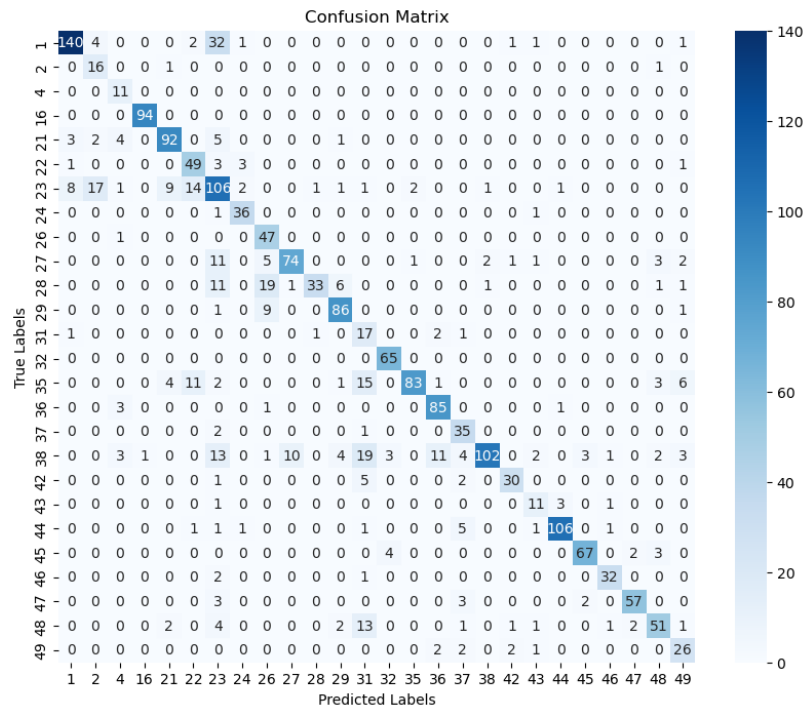 Confusion Matrix
True Labels
1 140 4 0 0 0 2 32 1 0 0 0 0 0 0 0 0 0 0 1 1 0 0 0 0 0 1
2 0 16 0 0 1 0 0 0 0 0 0 0 0 0 0 0 0 0 0 0 0 0 0 0 1 0
4 0 0 11 0 0 0 0 0 0 0 0 0 0 0 0 0 0 0 0 0 0 0 0 0 0 0
16 0 0 0 94 0 0 0 0 0 0 0 0 0 0 0 0 0 0 0 0 0 0 0 0 0 0
21 3 2 4 0 92 0 5 0 0 0 0 1 0 0 0 0 0 0 0 0 0 0 0 0 0 0
22 1 0 0 0 0 49 3 3 0 0 0 0 0 0 0 0 0 0 0 0 0 0 0 0 0 1
23 8 17 1 0 9 14 106 2 0 0 1 1 1 0 2 0 0 1 0 0 1 0 0 0 0 0
24 0 0 0 0 0 0 1 36 0 0 0 0 0 0 0 0 0 0 0 1 0 0 0 0 0 0
26 0 0 1 0 0 0 0 0 47 0 0 0 0 0 0 0 0 0 0 0 0 0 0 0 0 0
27 0 0 0 0 0 0 11 0 5 74 0 0 0 0 1 0 0 2 1 1 0 0 0 0 3 2
28 0 0 0 0 0 0 11 0 19 1 33 6 0 0 0 0 0 1 0 0 0 0 0 0 1 1
29 0 0 0 0 0 0 1 0 9 0 0 86 0 0 0 0 0 0 0 0 0 0 0 0 0 1
31 1 0 0 0 0 0 0 0 0 0 1 0 17 0 0 2 1 0 0 0 0 0 0 0 0 0
32 0 0 0 0 0 0 0 0 0 0 0 0 0 65 0 0 0 0 0 0 0 0 0 0 0 0
35 0 0 0 0 4 11 2 0 0 0 0 1 15 0 83 1 0 0 0 0 0 0 0 0 3 6
36 0 0 3 0 0 0 0 0 1 0 0 0 0 0 0 85 0 0 0 0 1 0 0 0 0 0
37 0 0 0 0 0 0 2 0 0 0 0 0 1 0 0 0 35 0 0 0 0 0 0 0 0 0
38 0 0 3 1 0 0 13 0 1 10 0 4 19 3 0 11 4 102 0 2 0 3 1 0 2 3
42 0 0 0 0 0 0 1 0 0 0 0 0 5 0 0 0 2 0 30 0 0 0 0 0 0 0
43 0 0 0 0 0 0 1 0 0 0 0 0 0 0 0 0 0 0 0 11 3 0 1 0 0 0
44 0 0 0 0 0 1 1 1 0 0 0 0 1 0 0 0 5 0 0 1 106 0 1 0 0 0
45 0 0 0 0 0 0 0 0 0 0 0 0 0 4 0 0 0 0 0 0 0 67 0 2 3 0
46 0 0 0 0 0 0 2 0 0 0 0 0 1 0 0 0 0 0 0 0 0 0 32 0 0 0
47 0 0 0 0 0 0 3 0 0 0 0 0 0 0 0 0 3 0 0 0 0 2 0 57 0 0
48 0 0 0 0 2 0 4 0 0 0 0 2 13 0 0 0 1 0 1 1 0 0 1 2 51 1
49 0 0 0 0 0 0 0 0 0 0 0 0 0 0 0 2 2 0 2 1 0 0 0 0 0 26
1 2 4 16 21 22 23 24 26 27 28 29 31 32 35 36 37 38 42 43 44 45 46 47 48 49
Predicted Labels
140
120
100
80
60
40
20
0